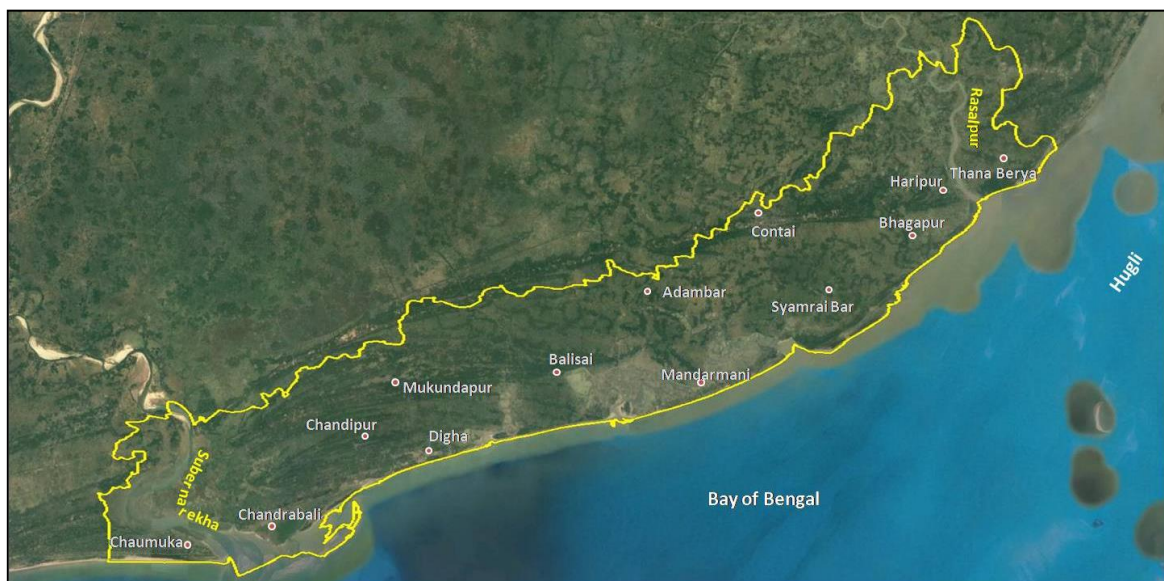 Rasalpur
Thana Berya
Haripur
Contai
Bhagapur
Hugli
Adambar
Syamrai Bar
Balisai
Mandarmani
Mukundapur
Chandipur
Digha
Subernar
rekha
Bay of Bengal
Chandrabali
Chaumuka